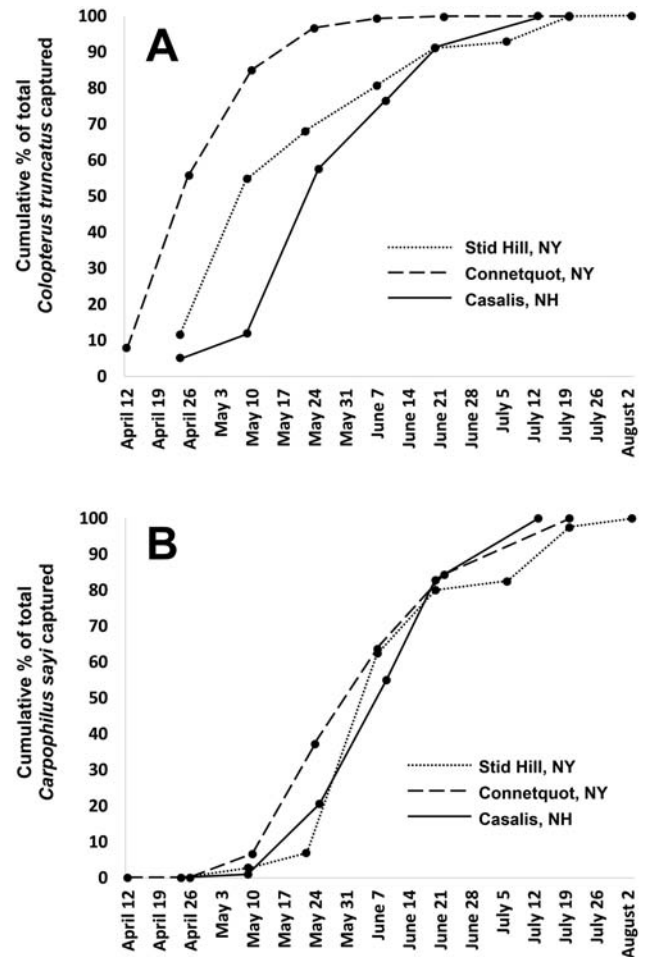 A
Cumulative % of total
Colopterus truncatus captured
100
90
80
70
60
50
40
30
20
10
0
Stid Hill, NY
Connetquot, NY
Casalis, NH
April 12
April 19
April 26
May 3
May 10
May 17
May 24
May 31
June 7
June 14
June 21
June 28
July 5
July 12
July 19
July 26
August 2
B
Cumulative % of total
Carpophilus sayi captured
100
90
80
70
60
50
40
30
20
10
0
Stid Hill, NY
Connetquot, NY
Casalis, NH
April 12
April 19
April 26
May 3
May 10
May 17
May 24
May 31
June 7
June 14
June 21
June 28
July 5
July 12
July 19
July 26
August 2